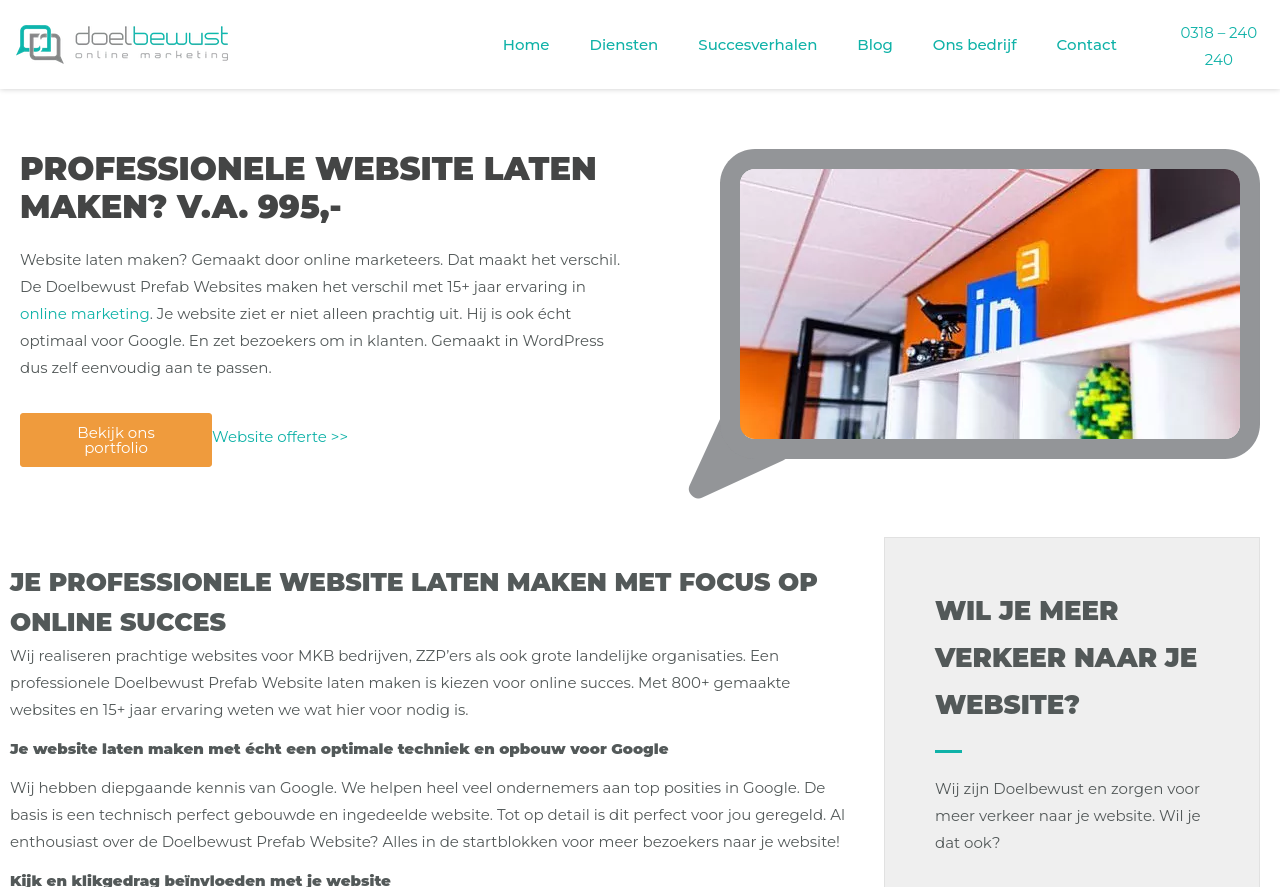 doelbewust
online marketing
Home
Diensten
Succesverhalen
Blog
Ons bedrijf
Contact
0318 – 240
240
PROFESSIONELE WEBSITE LATEN
MAKEN? V.A. 995,-
Website laten maken? Gemaakt door online marketeers. Dat maakt het verschil.
De Doelbewust Prefab Websites maken het verschil met 15+ jaar ervaring in
online marketing. Je website ziet er niet alleen prachtig uit. Hij is ook écht
optimaal voor Google. En zet bezoekers om in klanten. Gemaakt in WordPress
dus zelf eenvoudig aan te passen.
Bekijk ons
portfolio
Website offerte >>
in
3
JE PROFESSIONELE WEBSITE LATEN MAKEN MET FOCUS OP
ONLINE SUCCES
Wij realiseren prachtige websites voor MKB bedrijven, ZZP’ers als ook grote landelijke organisaties. Een
professionele Doelbewust Prefab Website laten maken is kiezen voor online succes. Met 800+ gemaakte
websites en 15+ jaar ervaring weten we wat hier voor nodig is.
Je website laten maken met écht een optimale techniek en opbouw voor Google
Wij hebben diepgaande kennis van Google. We helpen heel veel ondernemers aan top posities in Google. De
basis is een technisch perfect gebouwde en ingedeelde website. Tot op detail is dit perfect voor jou geregeld. Al
enthousiast over de Doelbewust Prefab Website? Alles in de startblokken voor meer bezoekers naar je website!
Kijk en klikgedrag beïnvloeden met je website
WIL JE MEER
VERKEER NAAR JE
WEBSITE?
Wij zijn Doelbewust en zorgen voor
meer verkeer naar je website. Wil je
dat ook?